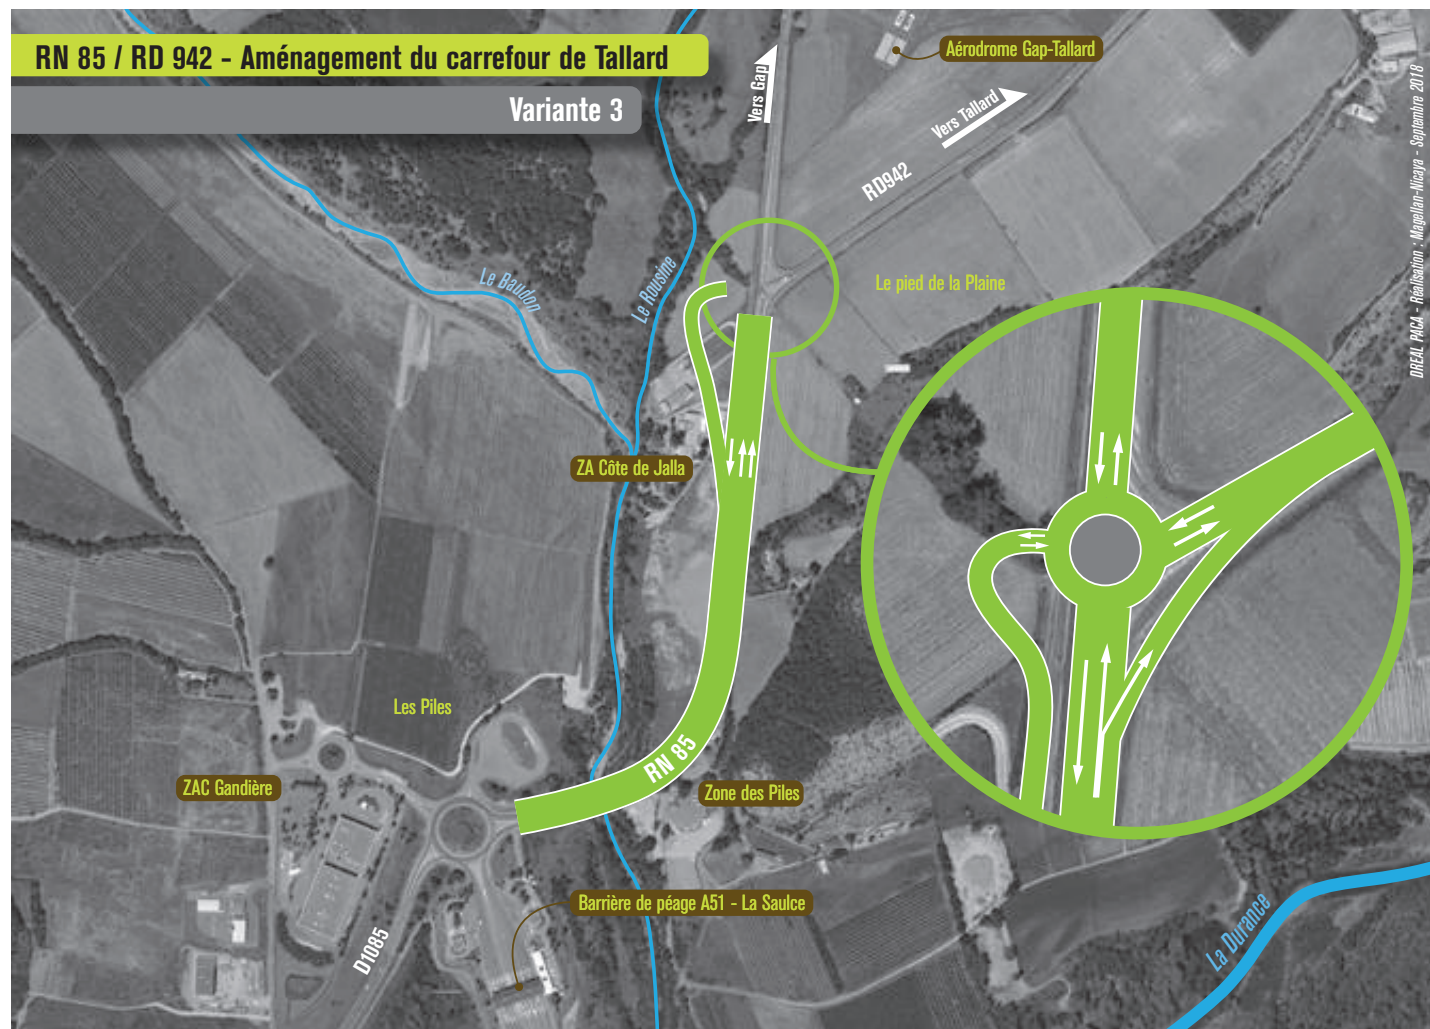 RN 85 / RD 942 - Aménagement du carrefour de Tallard
Variante 3
Aérodrome Gap-Tallard
Vers Gap
Vers Tallard
RD942
DREAL PACA - Réalisation : Magellan-Nicaya - Septembre 2018
Le Baudon
Le Rousine
Le pied de la Plaine
ZA Côte de Jalla
Les Piles
RN 85
ZAC Gandière
Zone des Piles
Barrière de péage A51 - La Saulce
D1085
La Durance